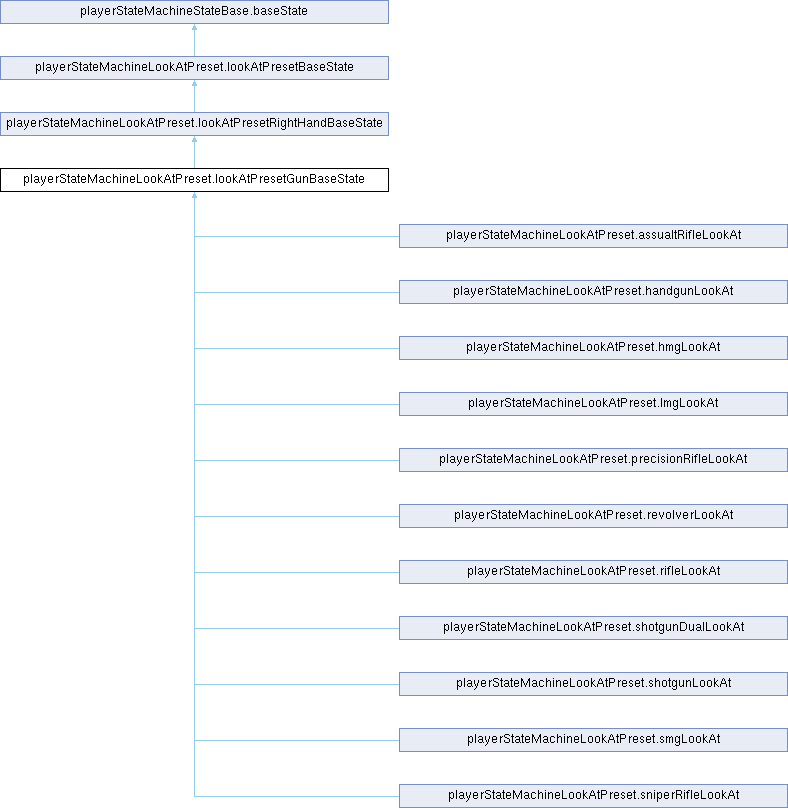 playerStateMachineStateBase.baseState
playerStateMachineLookAtPreset.lookAtPresetBaseState
playerStateMachineLookAtPreset.lookAtPresetRightHandBaseState
playerStateMachineLookAtPreset.lookAtPresetGunBaseState
playerStateMachineLookAtPreset.assualtRifleLookAt
playerStateMachineLookAtPreset.handgunLookAt
playerStateMachineLookAtPreset.hmgLookAt
playerStateMachineLookAtPreset.lmgLookAt
playerStateMachineLookAtPreset.precisionRifleLookAt
playerStateMachineLookAtPreset.revolverLookAt
playerStateMachineLookAtPreset.rifleLookAt
playerStateMachineLookAtPreset.shotgunDualLookAt
playerStateMachineLookAtPreset.shotgunLookAt
playerStateMachineLookAtPreset.smgLookAt
playerStateMachineLookAtPreset.sniperRifleLookAt